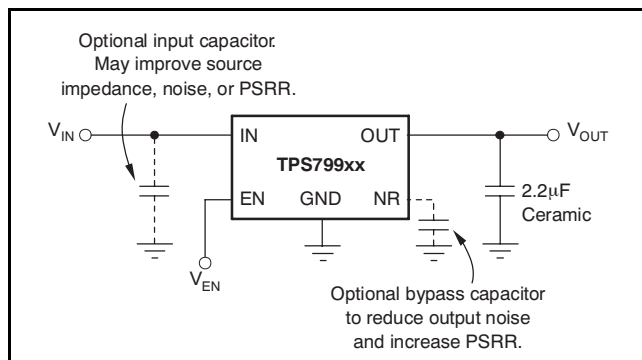 Optional input capacitor.
May improve source
impedance, noise, or PSRR.
VIN
IN
OUT
VOUT
TPS799xx
EN
GND
NR
2.2μF
Ceramic
VEN
Optional bypass capacitor
to reduce output noise
and increase PSRR.